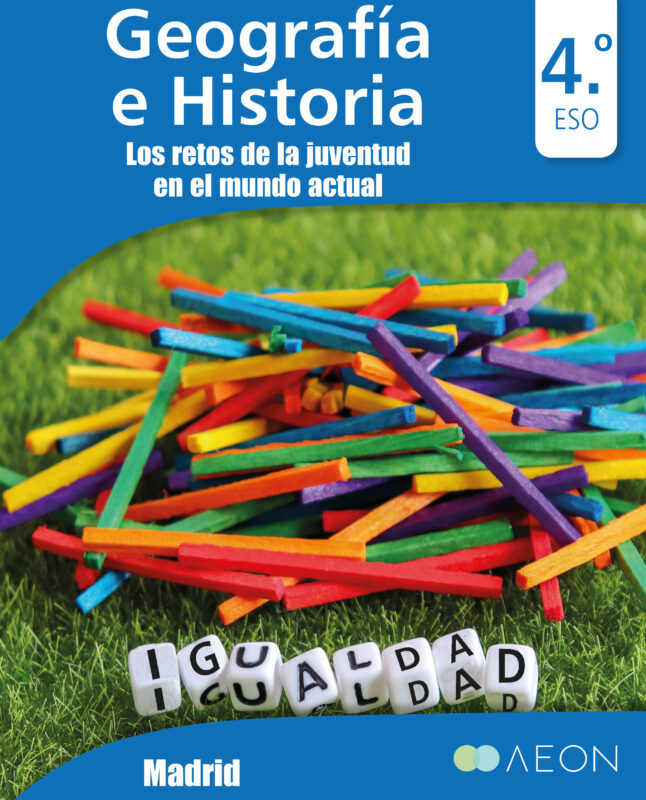 Geografía
e Historia
Los retos de la juventud
en el mundo actual
4.º
ESO
IGUALDAD
Madrid
AEON